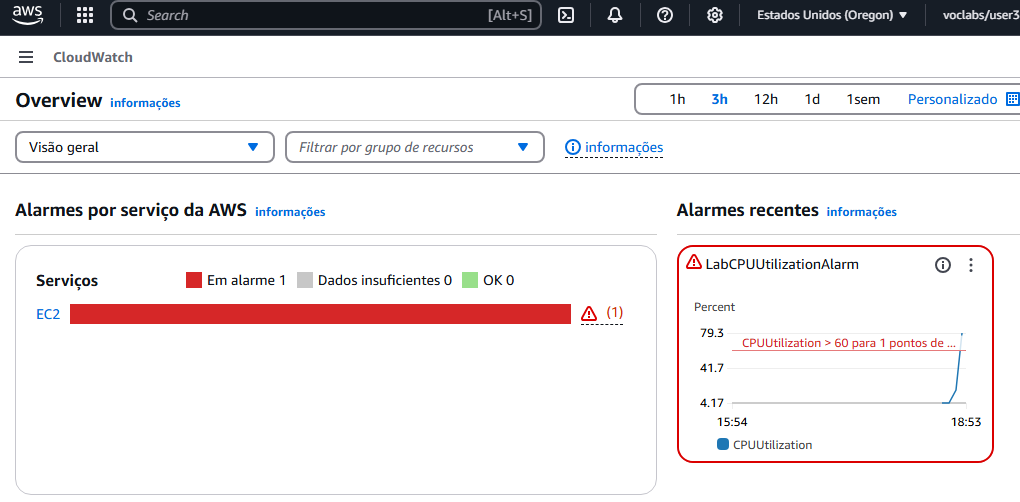 aws Search [Alt+S] Estados Unidos (Oregon) voclabs/user3
CloudWatch
Overview informações 1h 3h 12h 1d 1sem Personalizado
Visão geral Filtrar por grupo de recursos informações
Alarmes por serviço da AWS informações
Serviços Em alarme 1 Dados insuficientes 0 OK 0
EC2 (1)
Alarmes recentes informações
LabCPUUtilizationAlarm
Percent
79.3
CPUUtilization > 60 para 1 pontos de ...
41.7
4.17
15:54 18:53
CPUUtilization